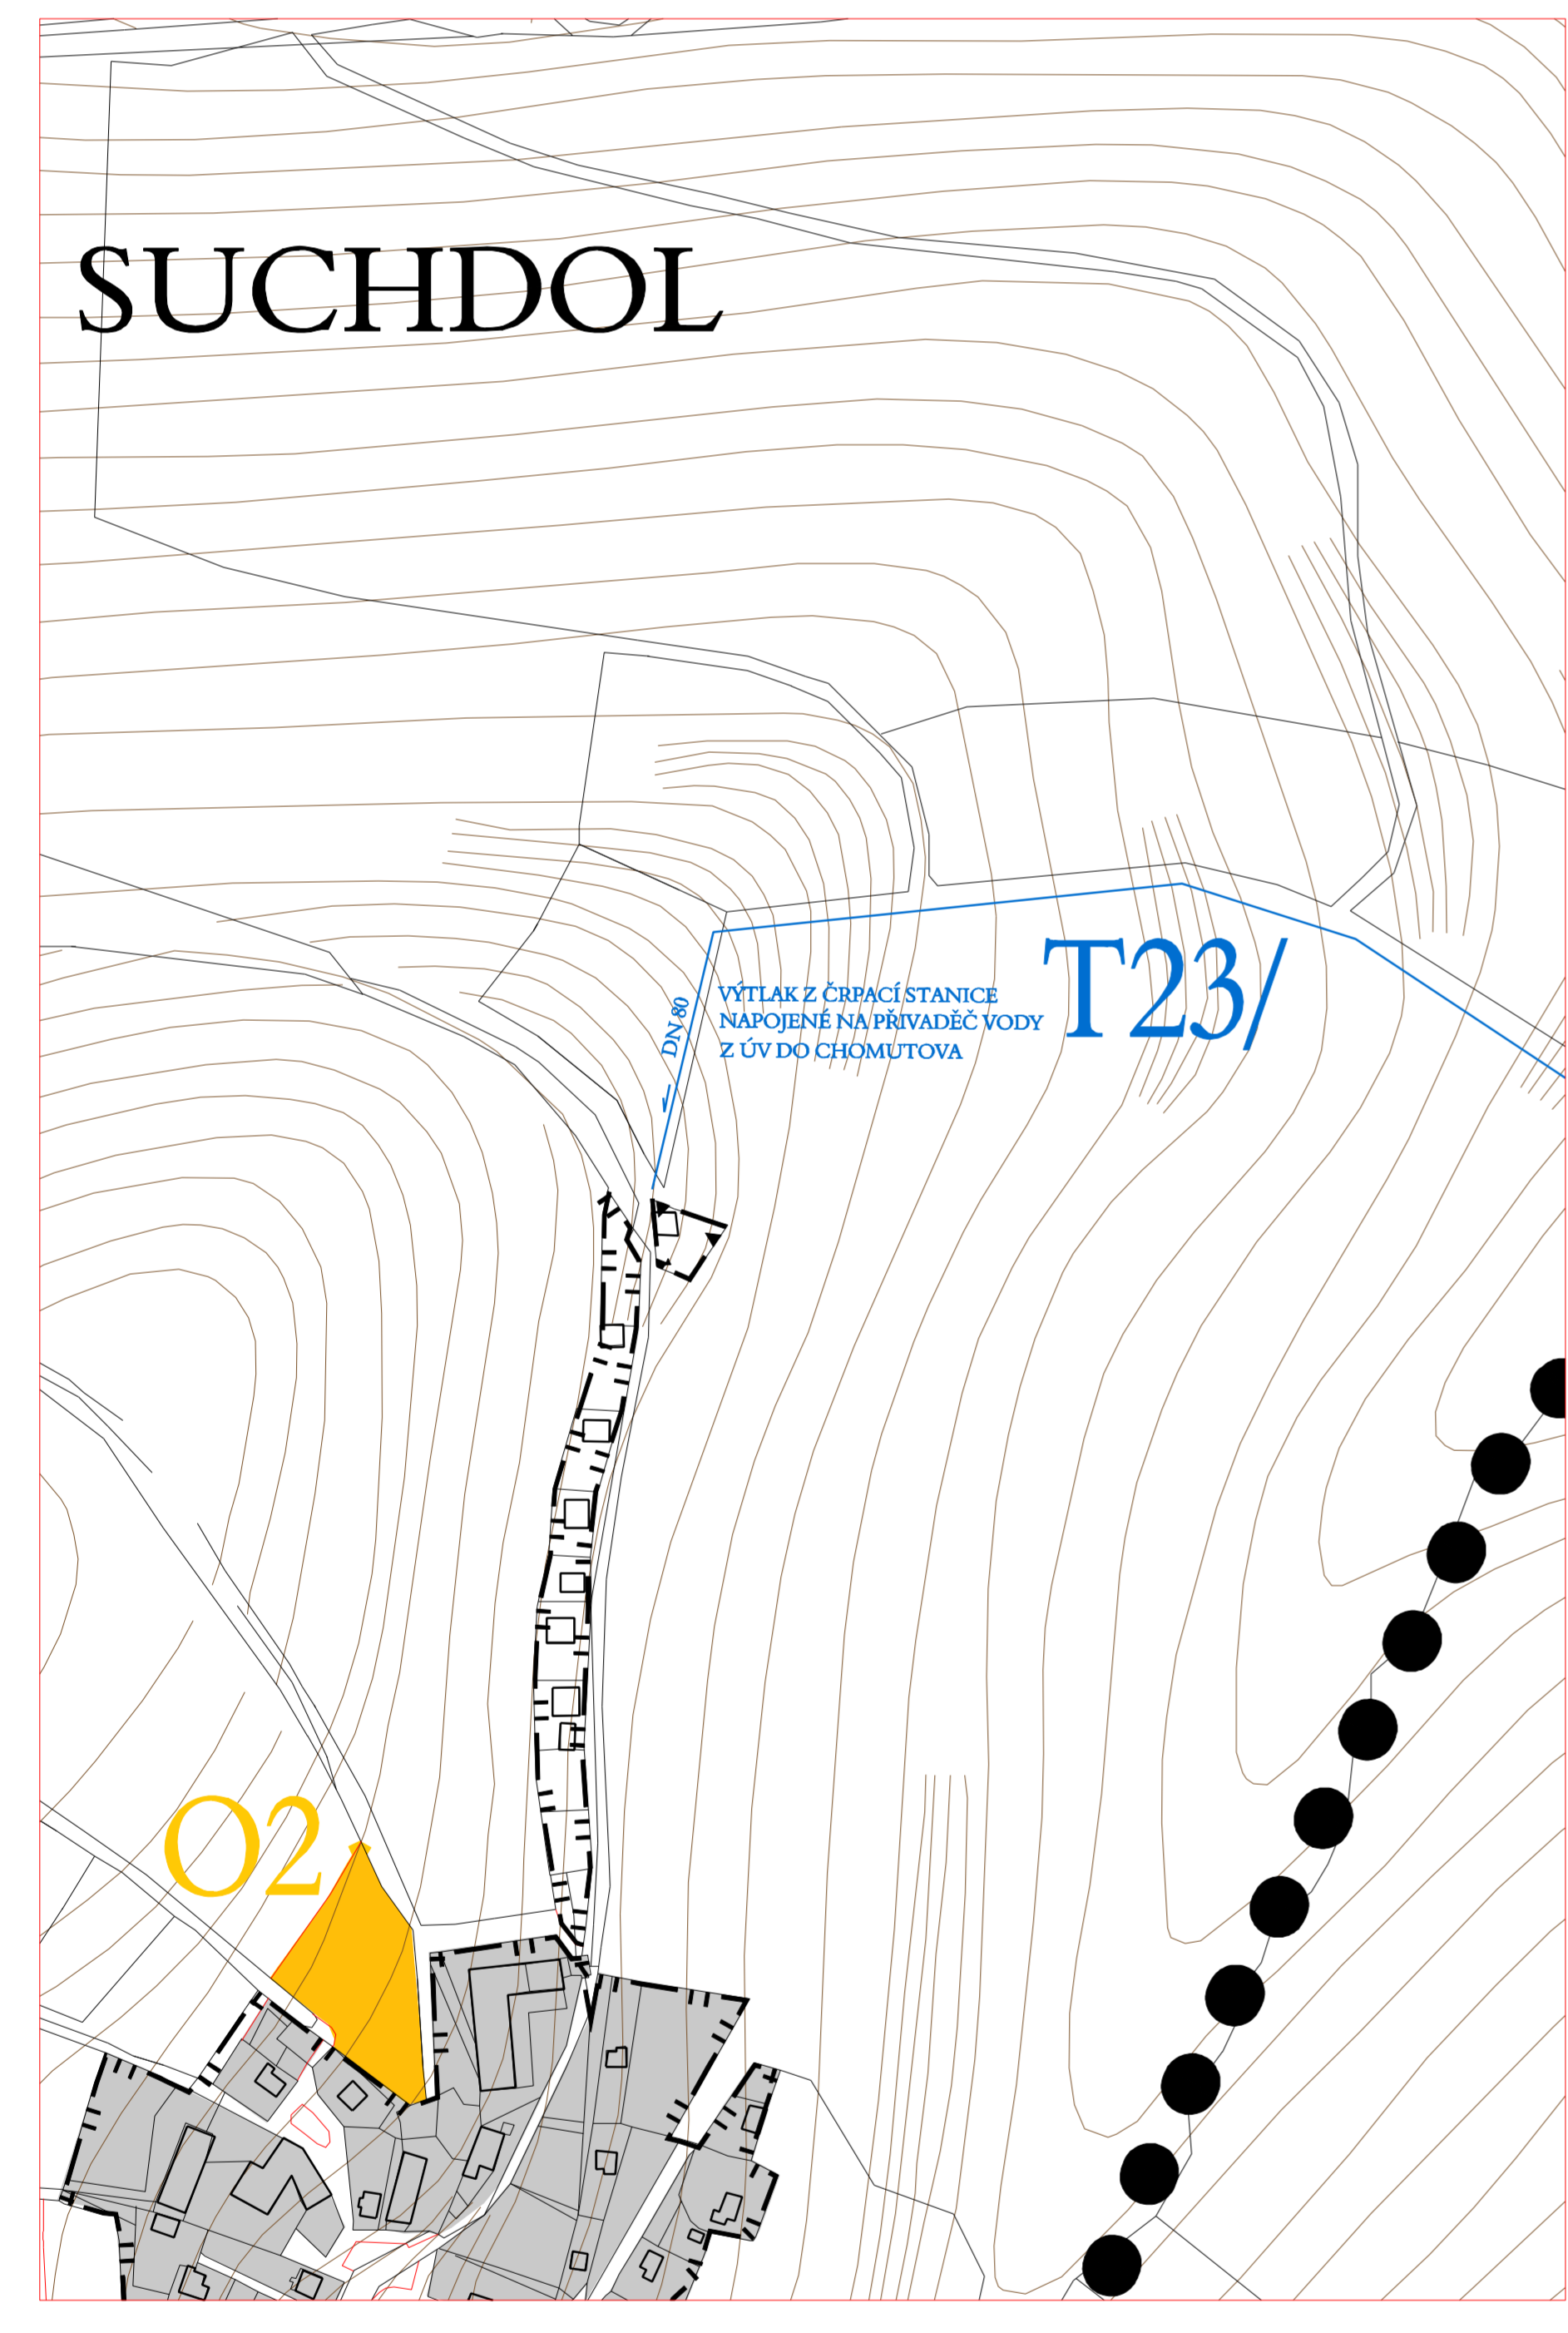 SUCHDOL
T23/
VÝTLAK Z ČRPACÍ STANICE
NAPOJENÉ NA PŘIVADĚČ VODY
Z ÚV DO CHOMUTOVA
DN 80
O2